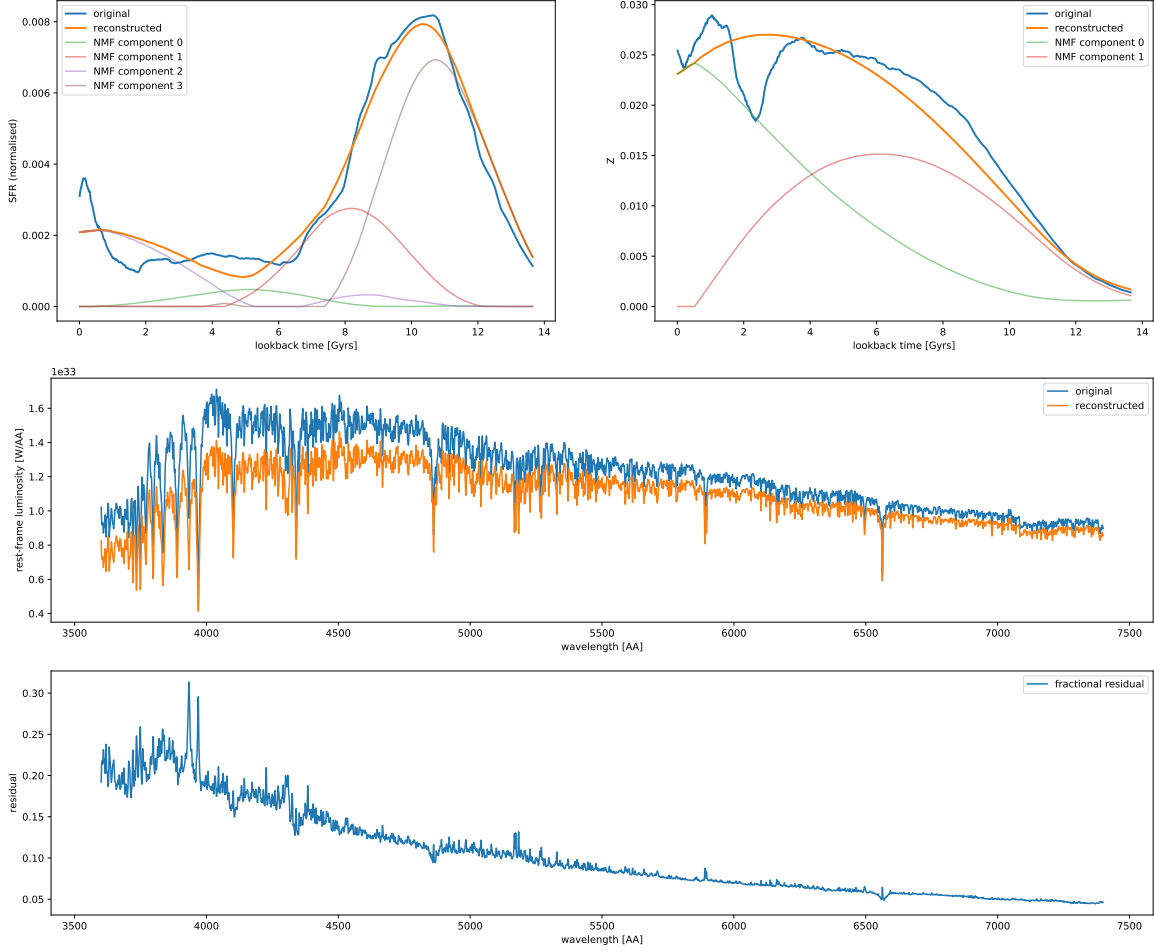 original
reconstructed
NMF component 0
NMF component 1
NMF component 2
NMF component 3
SFR (normalised)
0.008
0.006
0.004
0.002
0.000
0 2 4 6 8 10 12 14
lookback time [Gyrs]
original
reconstructed
NMF component 0
NMF component 1
Z
0.030
0.025
0.020
0.015
0.010
0.005
0.000
0 2 4 6 8 10 12 14
lookback time [Gyrs]
1e33
original
reconstructed
rest-frame luminosity [W/AA]
1.6
1.4
1.2
1.0
0.8
0.6
0.4
3500 4000 4500 5000 5500 6000 6500 7000 7500
wavelength [AA]
fractional residual
residual
0.30
0.25
0.20
0.15
0.10
0.05
3500 4000 4500 5000 5500 6000 6500 7000 7500
wavelength [AA]